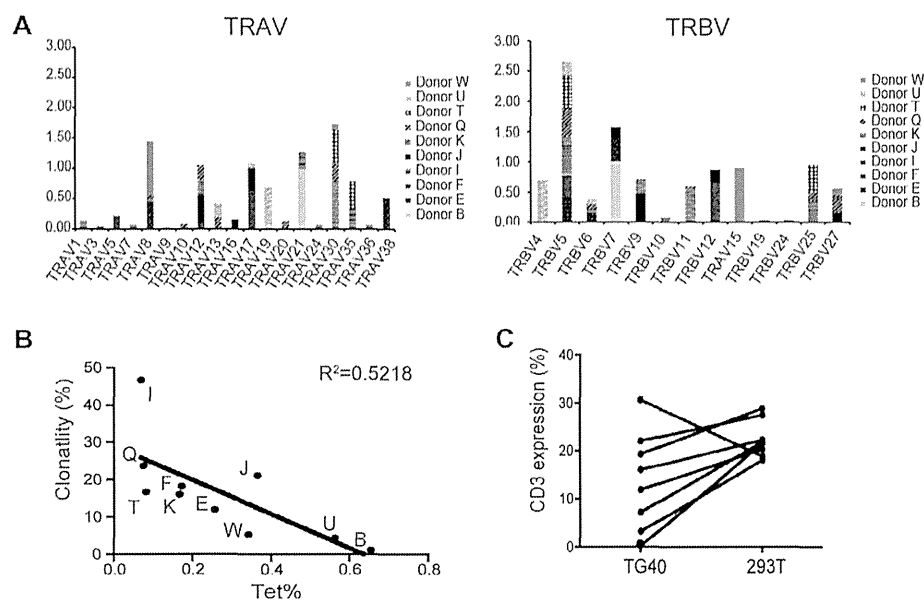 A
TRAV
3.00
2.50
2.00
1.50
1.00
0.50
0.00
TRAV1
TRAV3
TRAV5
TRAV7
TRAV8
TRAV9
TRAV10
TRAV12
TRAV13
TRAV16
TRAV17
TRAV19
TRAV20
TRAV21
TRAV24
TRAV30
TRAV35
TRAV36
TRAV38
Donor W
Donor U
Donor T
Donor Q
Donor K
Donor J
Donor I
Donor F
Donor E
Donor B
TRBV
3.00
2.50
2.00
1.50
1.00
0.50
0.00
TRBV4
TRBV5
TRBV6
TRBV7
TRBV9
TRBV10
TRBV11
TRBV12
TRAV15
TRBV19
TRBV24
TRBV25
TRBV27
Donor W
Donor U
Donor T
Donor Q
Donor K
Donor J
Donor I
Donor F
Donor E
Donor B
B
R²=0.5218
Clonatlity (%)
50
40
30
20
10
0
I
Q
T
F
K
E
J
W
U
B
0.0
0.2
0.4
0.6
0.8
Tet%
C
CD3 expression (%)
40
30
20
10
0
TG40
293T